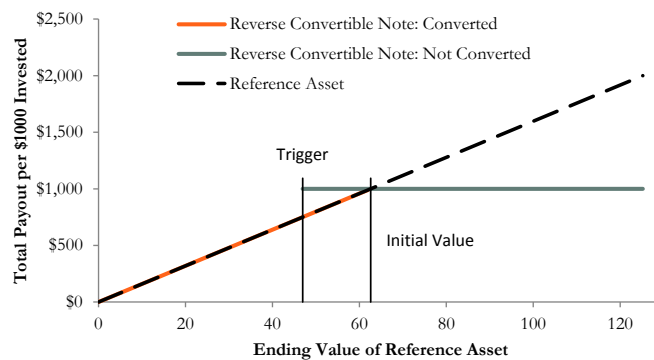 $2,500
Reverse Convertible Note: Converted
Reverse Convertible Note: Not Converted
$2,000
Reference Asset
$1,500
Trigger
$1,000
Initial Value
$500
$0
0 20 40 60 80 100 120
Total Payout per $1000 Invested
Ending Value of Reference Asset